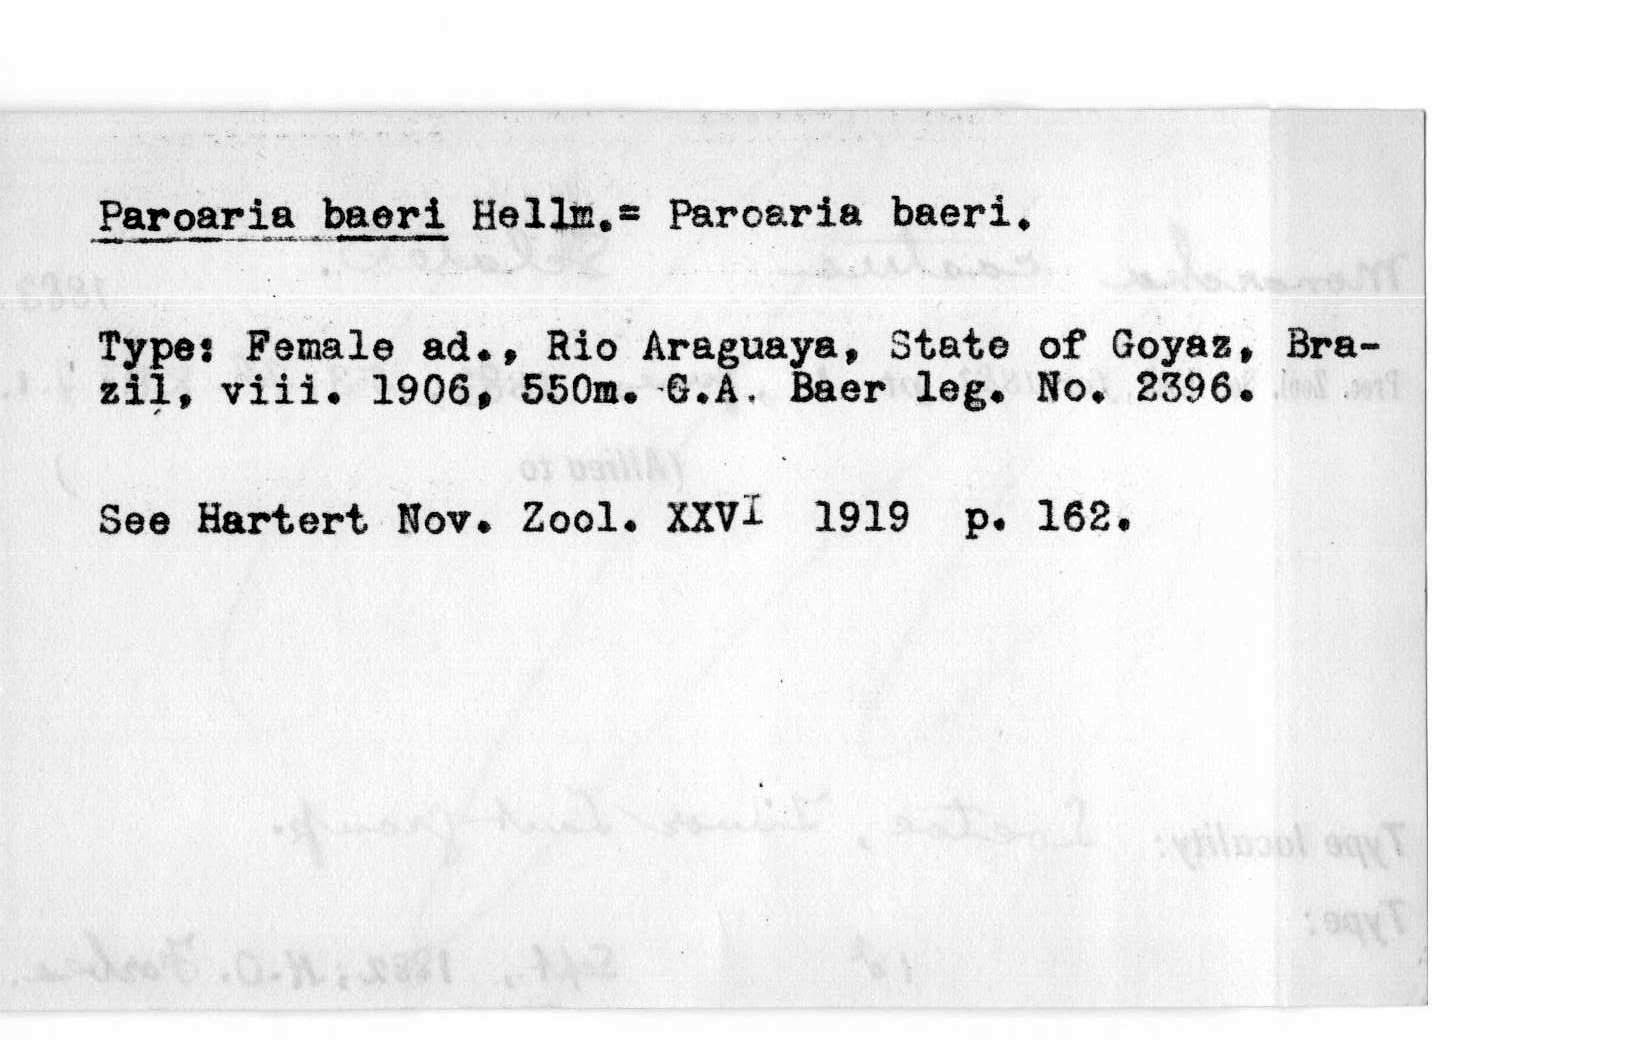 Paroaria baeri Hellm.= Paroaria baeri.
Type: Female ad., Rio Araguaya, State of Goyaz, Bra-
zil, viii. 1906, 550m. G.A. Baer leg. No. 2396.
See Hartert Nov. Zool. XXVI 1919 p. 162.